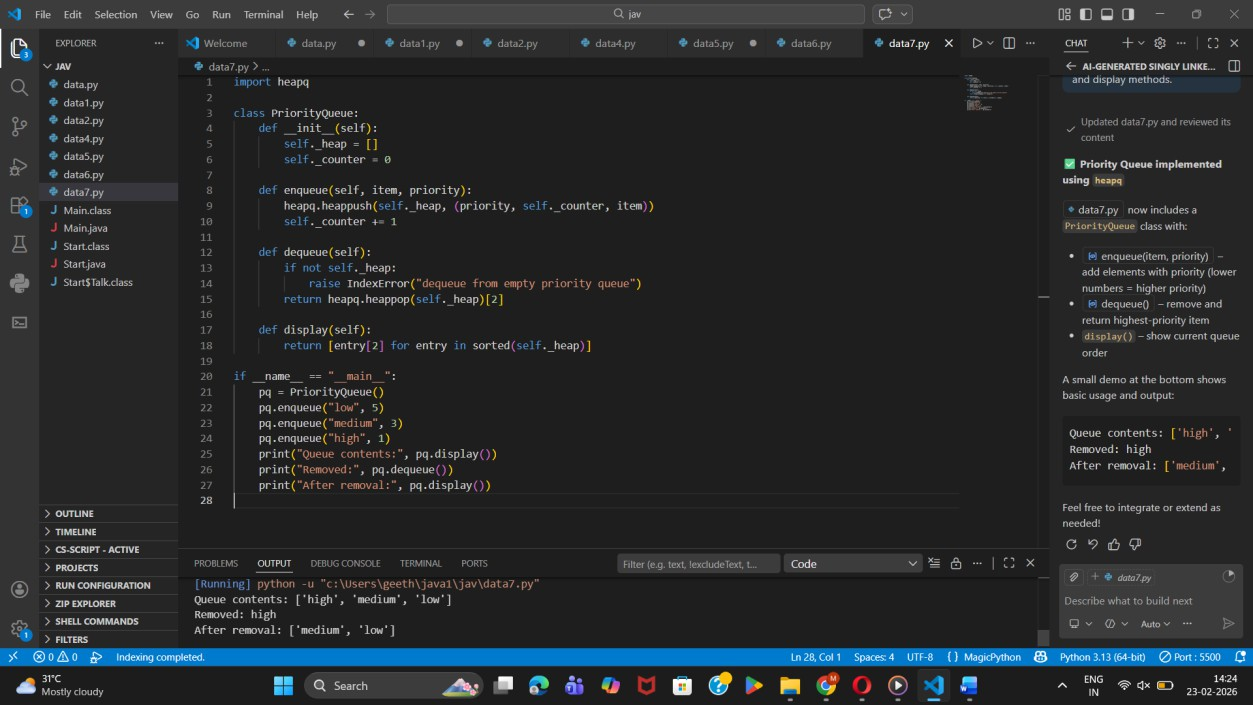 File Edit Selection View Go Run Terminal Help
jav
EXPLORER
JAV
data.py
data1.py
data2.py
data4.py
data5.py
data6.py
data7.py
Main.class
Main.java
Start.class
Start.java
Start$Talk.class
OUTLINE
TIMELINE
CS-SCRIPT - ACTIVE
PROJECTS
RUN CONFIGURATION
ZIP EXPLORER
SHELL COMMANDS
FILTERS
Welcome data.py data1.py data2.py data4.py data5.py data6.py data7.py
data7.py > ...
1 import heapq
2
3 class PriorityQueue:
4 def __init__(self):
5 self._heap = []
6 self._counter = 0
7
8 def enqueue(self, item, priority):
9 heapq.heappush(self._heap, (priority, self._counter, item))
10 self._counter += 1
11
12 def dequeue(self):
13 if not self._heap:
14 raise IndexError("dequeue from empty priority queue")
15 return heapq.heappop(self._heap)[2]
16
17 def display(self):
18 return [entry[2] for entry in sorted(self._heap)]
19
20 if __name__ == "__main__":
21 pq = PriorityQueue()
22 pq.enqueue("low", 5)
23 pq.enqueue("medium", 3)
24 pq.enqueue("high", 1)
25 print("Queue contents:", pq.display())
26 print("Removed:", pq.dequeue())
27 print("After removal:", pq.display())
28
PROBLEMS OUTPUT DEBUG CONSOLE TERMINAL PORTS
Filter (e.g. text, !excludeText, t... Code
[Running] python -u "c:\Users\geeth\java1\jav\data7.py"
Queue contents: ['high', 'medium', 'low']
Removed: high
After removal: ['medium', 'low']
CHAT
AI-GENERATED SINGLY LINKE...
and display methods.
Updated data7.py and reviewed its
content
✅ Priority Queue implemented
using heapq
data7.py now includes a
PriorityQueue class with:
• enqueue(item, priority) –
add elements with priority (lower
numbers = higher priority)
• dequeue() – remove and
return highest-priority item
• display() – show current queue
order
A small demo at the bottom shows
basic usage and output:
Queue contents: ['high', '
Removed: high
After removal: ['medium',
Feel free to integrate or extend as
needed!
data7.py
Describe what to build next
Auto
3
1
1
0 0 Indexing completed.
Ln 28, Col 1 Spaces: 4 UTF-8 { } MagicPython Python 3.13 (64-bit) Port : 5500
31°C
Mostly cloudy
Search
ENG
IN
14:24
23-02-2026